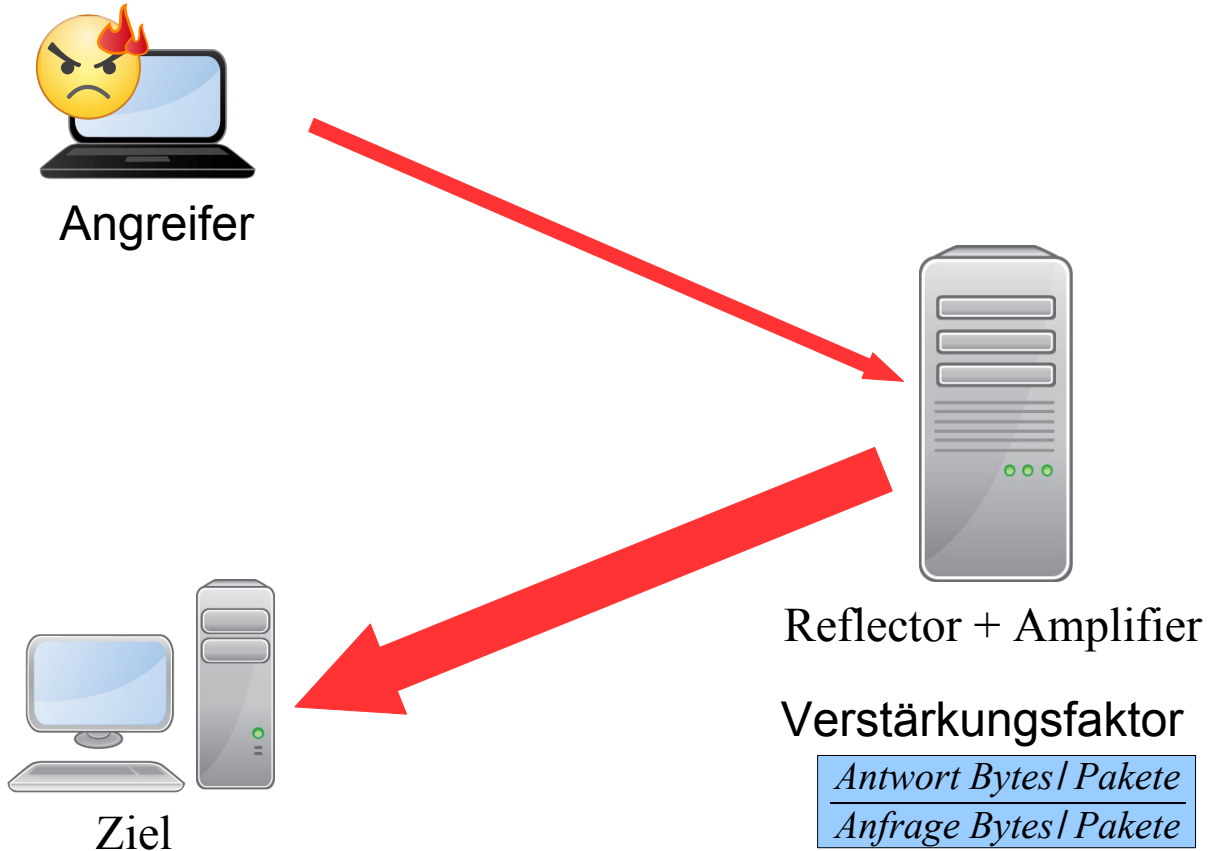 Angreifer
Reflector + Amplifier
Verstärkungsfaktor
Antwort Bytes/Pakete
Anfrage Bytes/Pakete
Ziel